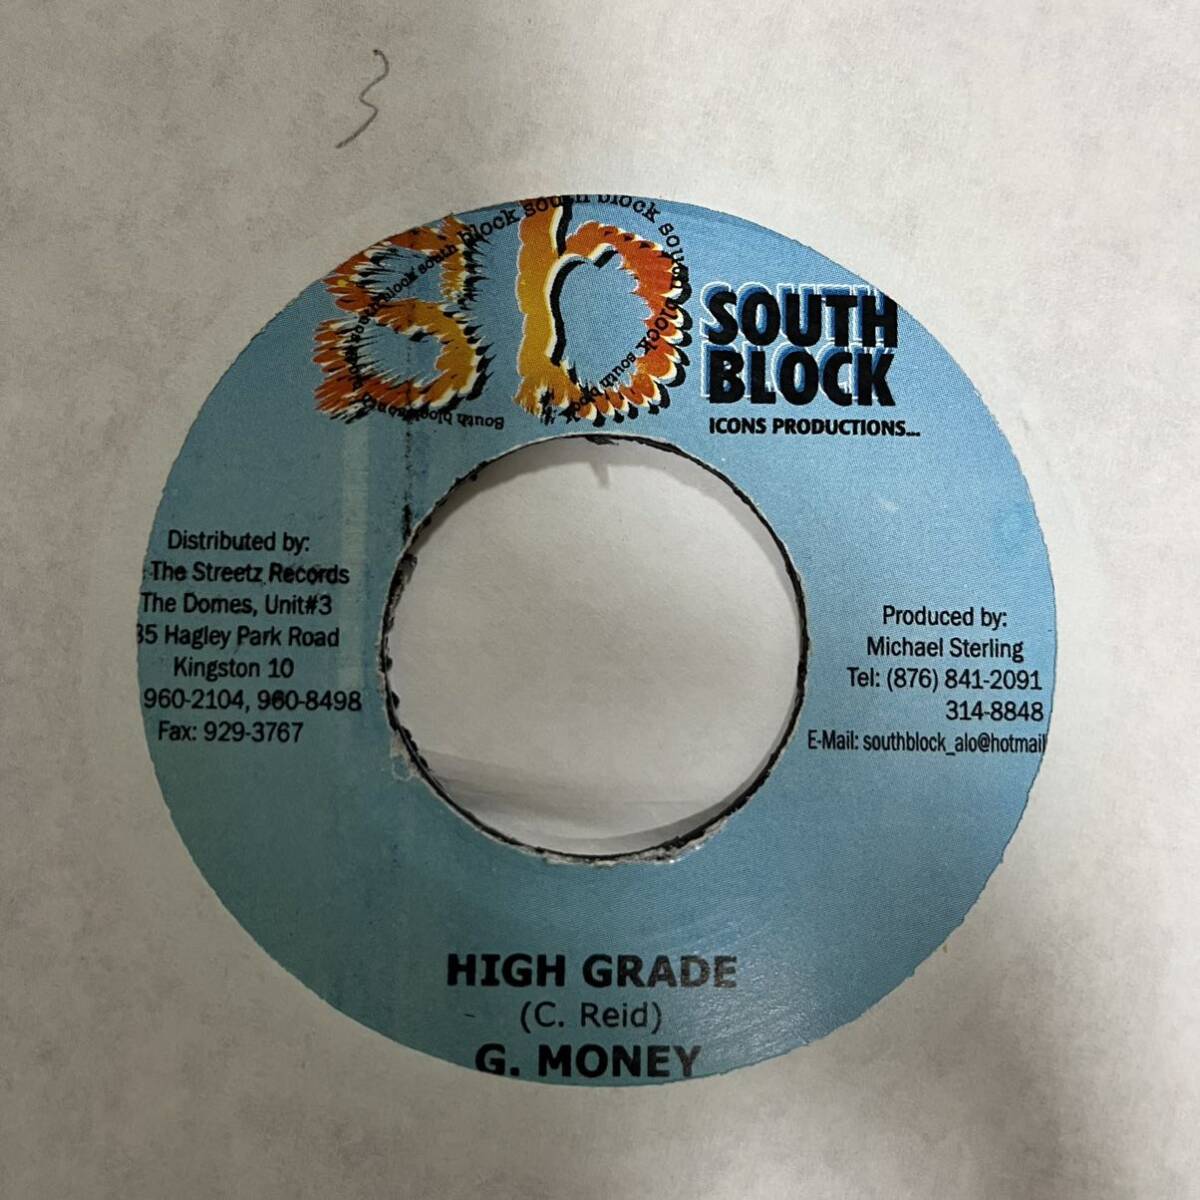 sb
south block south block south block
SOUTH
BLOCK
ICONS PRODUCTIONS...
Distributed by:
The Streetz Records
The Domes, Unit#3
35 Hagley Park Road
Kingston 10
960-2104, 960-8498
Fax: 929-3767
Produced by:
Michael Sterling
Tel: (876) 841-2091
314-8848
E-Mail: southblock_alo@hotmail
HIGH GRADE
(C. Reid)
G. MONEY
3